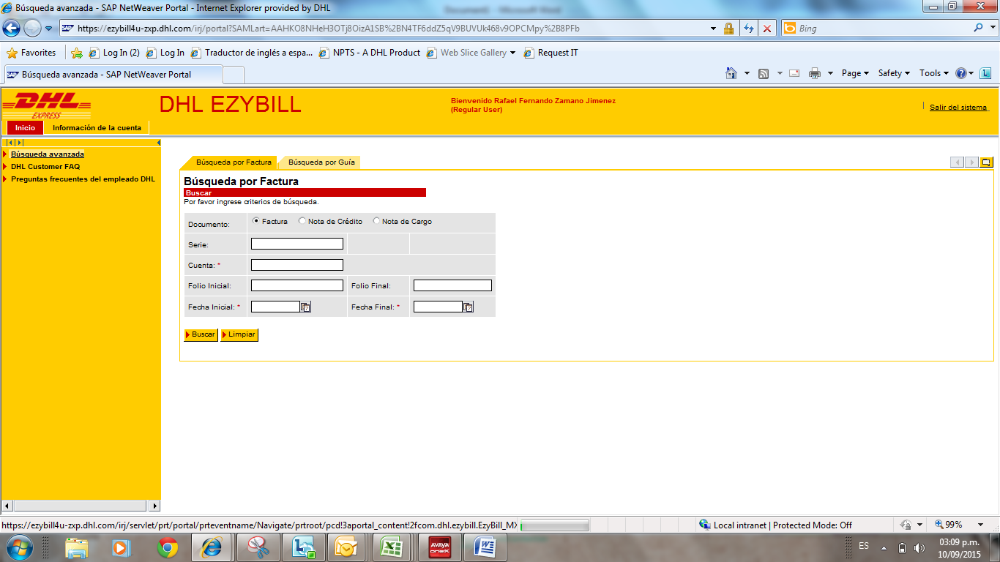 Búsqueda avanzada - SAP NetWeaver Portal - Internet Explorer provided by DHL
https://ezybill4u-zxp.dhl.com/irj/portal?SAMLart=AAHKO8NHeH3OTj8OizA1SB%2BN4TF6ddZ5qV9BUVUk468v9OPCMpy%2B8PFb
Bing
Favorites
Log In (2)
Log In
Traductor de inglés a espa...
NPTS - A DHL Product
Web Slice Gallery
Request IT
Búsqueda avanzada - SAP NetWeaver Portal
Page
Safety
Tools
DHL
EXPRESS
DHL EZYBILL
Bienvenido Rafael Fernando Zamano Jimenez
(Regular User)
Salir del sistema
Inicio
Información de la cuenta
Búsqueda avanzada
DHL Customer FAQ
Preguntas frecuentes del empleado DHL
Búsqueda por Factura
Búsqueda por Guía
Búsqueda por Factura
Buscar
Por favor ingrese criterios de búsqueda.
Documento:
Factura
Nota de Crédito
Nota de Cargo
Serie:
Cuenta: *
Folio Inicial:
Folio Final:
Fecha Inicial: *
Fecha Final: *
Buscar
Limpiar
https://ezybill4u-zxp.dhl.com/irj/servlet/prt/portal/prteventname/Navigate/prtroot/pcd!3aportal_content!2fcom.dhl.ezybill.EzyBill_MX
Local intranet | Protected Mode: Off
99%
AVAYA
one-X
ES
03:09 p.m.
10/09/2015